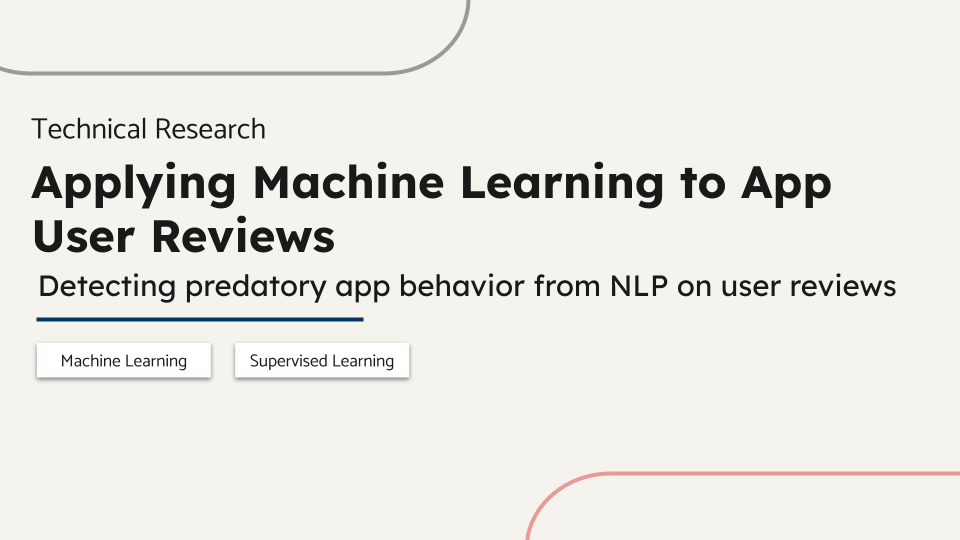 Technical Research
Applying Machine Learning to App
User Reviews
Detecting predatory app behavior from NLP on user reviews
Machine Learning
Supervised Learning